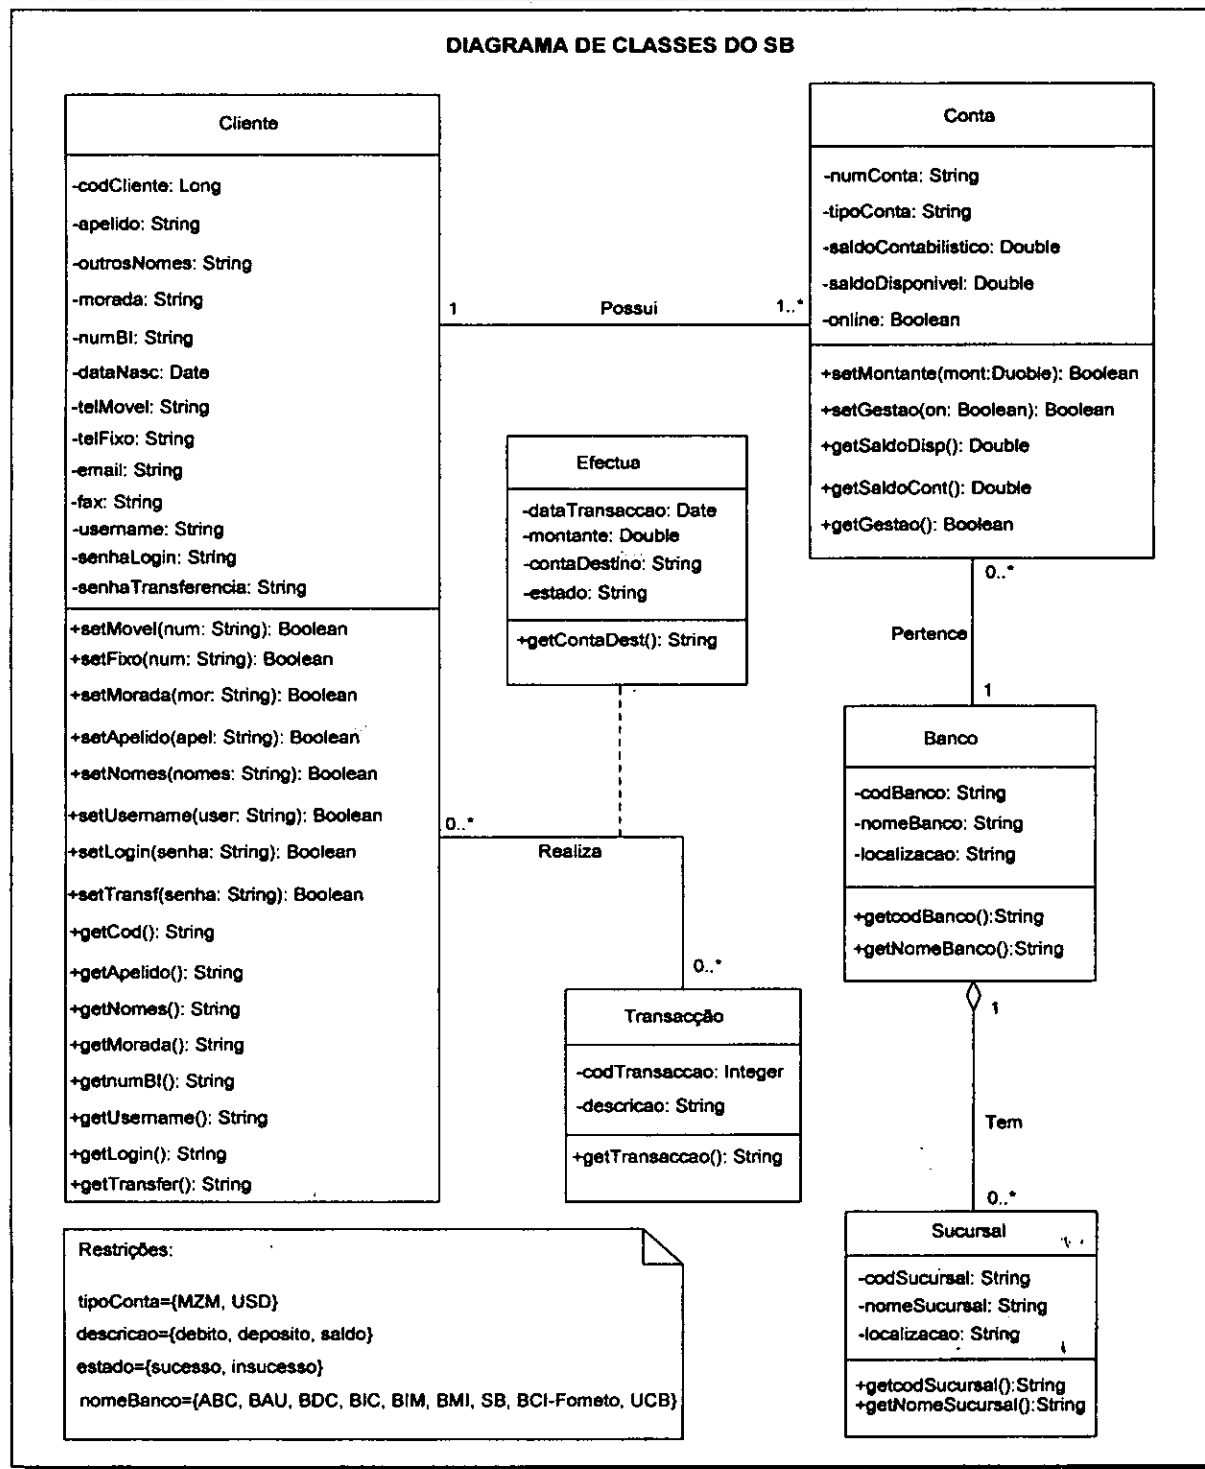 DIAGRAMA DE CLASSES DO SB
Cliente
-codCliente: Long
-apelido: String
-outrosNomes: String
-morada: String
-numBI: String
-dataNasc: Date
-telMovel: String
-telFixo: String
-email: String
-fax: String
-username: String
-senhaLogin: String
-senhaTransferencia: String
+setMovel(num: String): Boolean
+setFixo(num: String): Boolean
+setMorada(mor: String): Boolean
+setApelido(apel: String): Boolean
+setNomes(nomes: String): Boolean
+setUsername(user: String): Boolean
+setLogin(senha: String): Boolean
+setTransf(senha: String): Boolean
+getCod(): String
+getApelido(): String
+getNomes(): String
+getMorada(): String
+getnumBI(): String
+getUsername(): String
+getLogin(): String
+getTransfer(): String
1
Possui
1..*
Conta
-numConta: String
-tipoConta: String
-saldoContabilistico: Double
-saldoDisponivel: Double
-online: Boolean
+setMontante(mont:Duoble): Boolean
+setGestao(on: Boolean): Boolean
+getSaldoDisp(): Double
+getSaldoCont(): Double
+getGestao(): Boolean
Efectua
-dataTransaccao: Date
-montante: Double
-contaDestino: String
-estado: String
+getContaDest(): String
0..*
Realiza
0..*
Transacção
-codTransaccao: Integer
-descricao: String
+getTransaccao(): String
0..*
Pertence
1
Banco
-codBanco: String
-nomeBanco: String
-localizacao: String
+getcodBanco():String
+getNomeBanco():String
1
Tem
0..*
Sucursal
-codSucursal: String
-nomeSucursal: String
-localizacao: String
+getcodSucursal():String
+getNomeSucursal():String
Restrições:
tipoConta={MZM, USD}
descricao={debito, deposito, saldo}
estado={sucesso, insucesso}
nomeBanco={ABC, BAU, BDC, BIC, BIM, BMI, SB, BCI-Fometo, UCB}